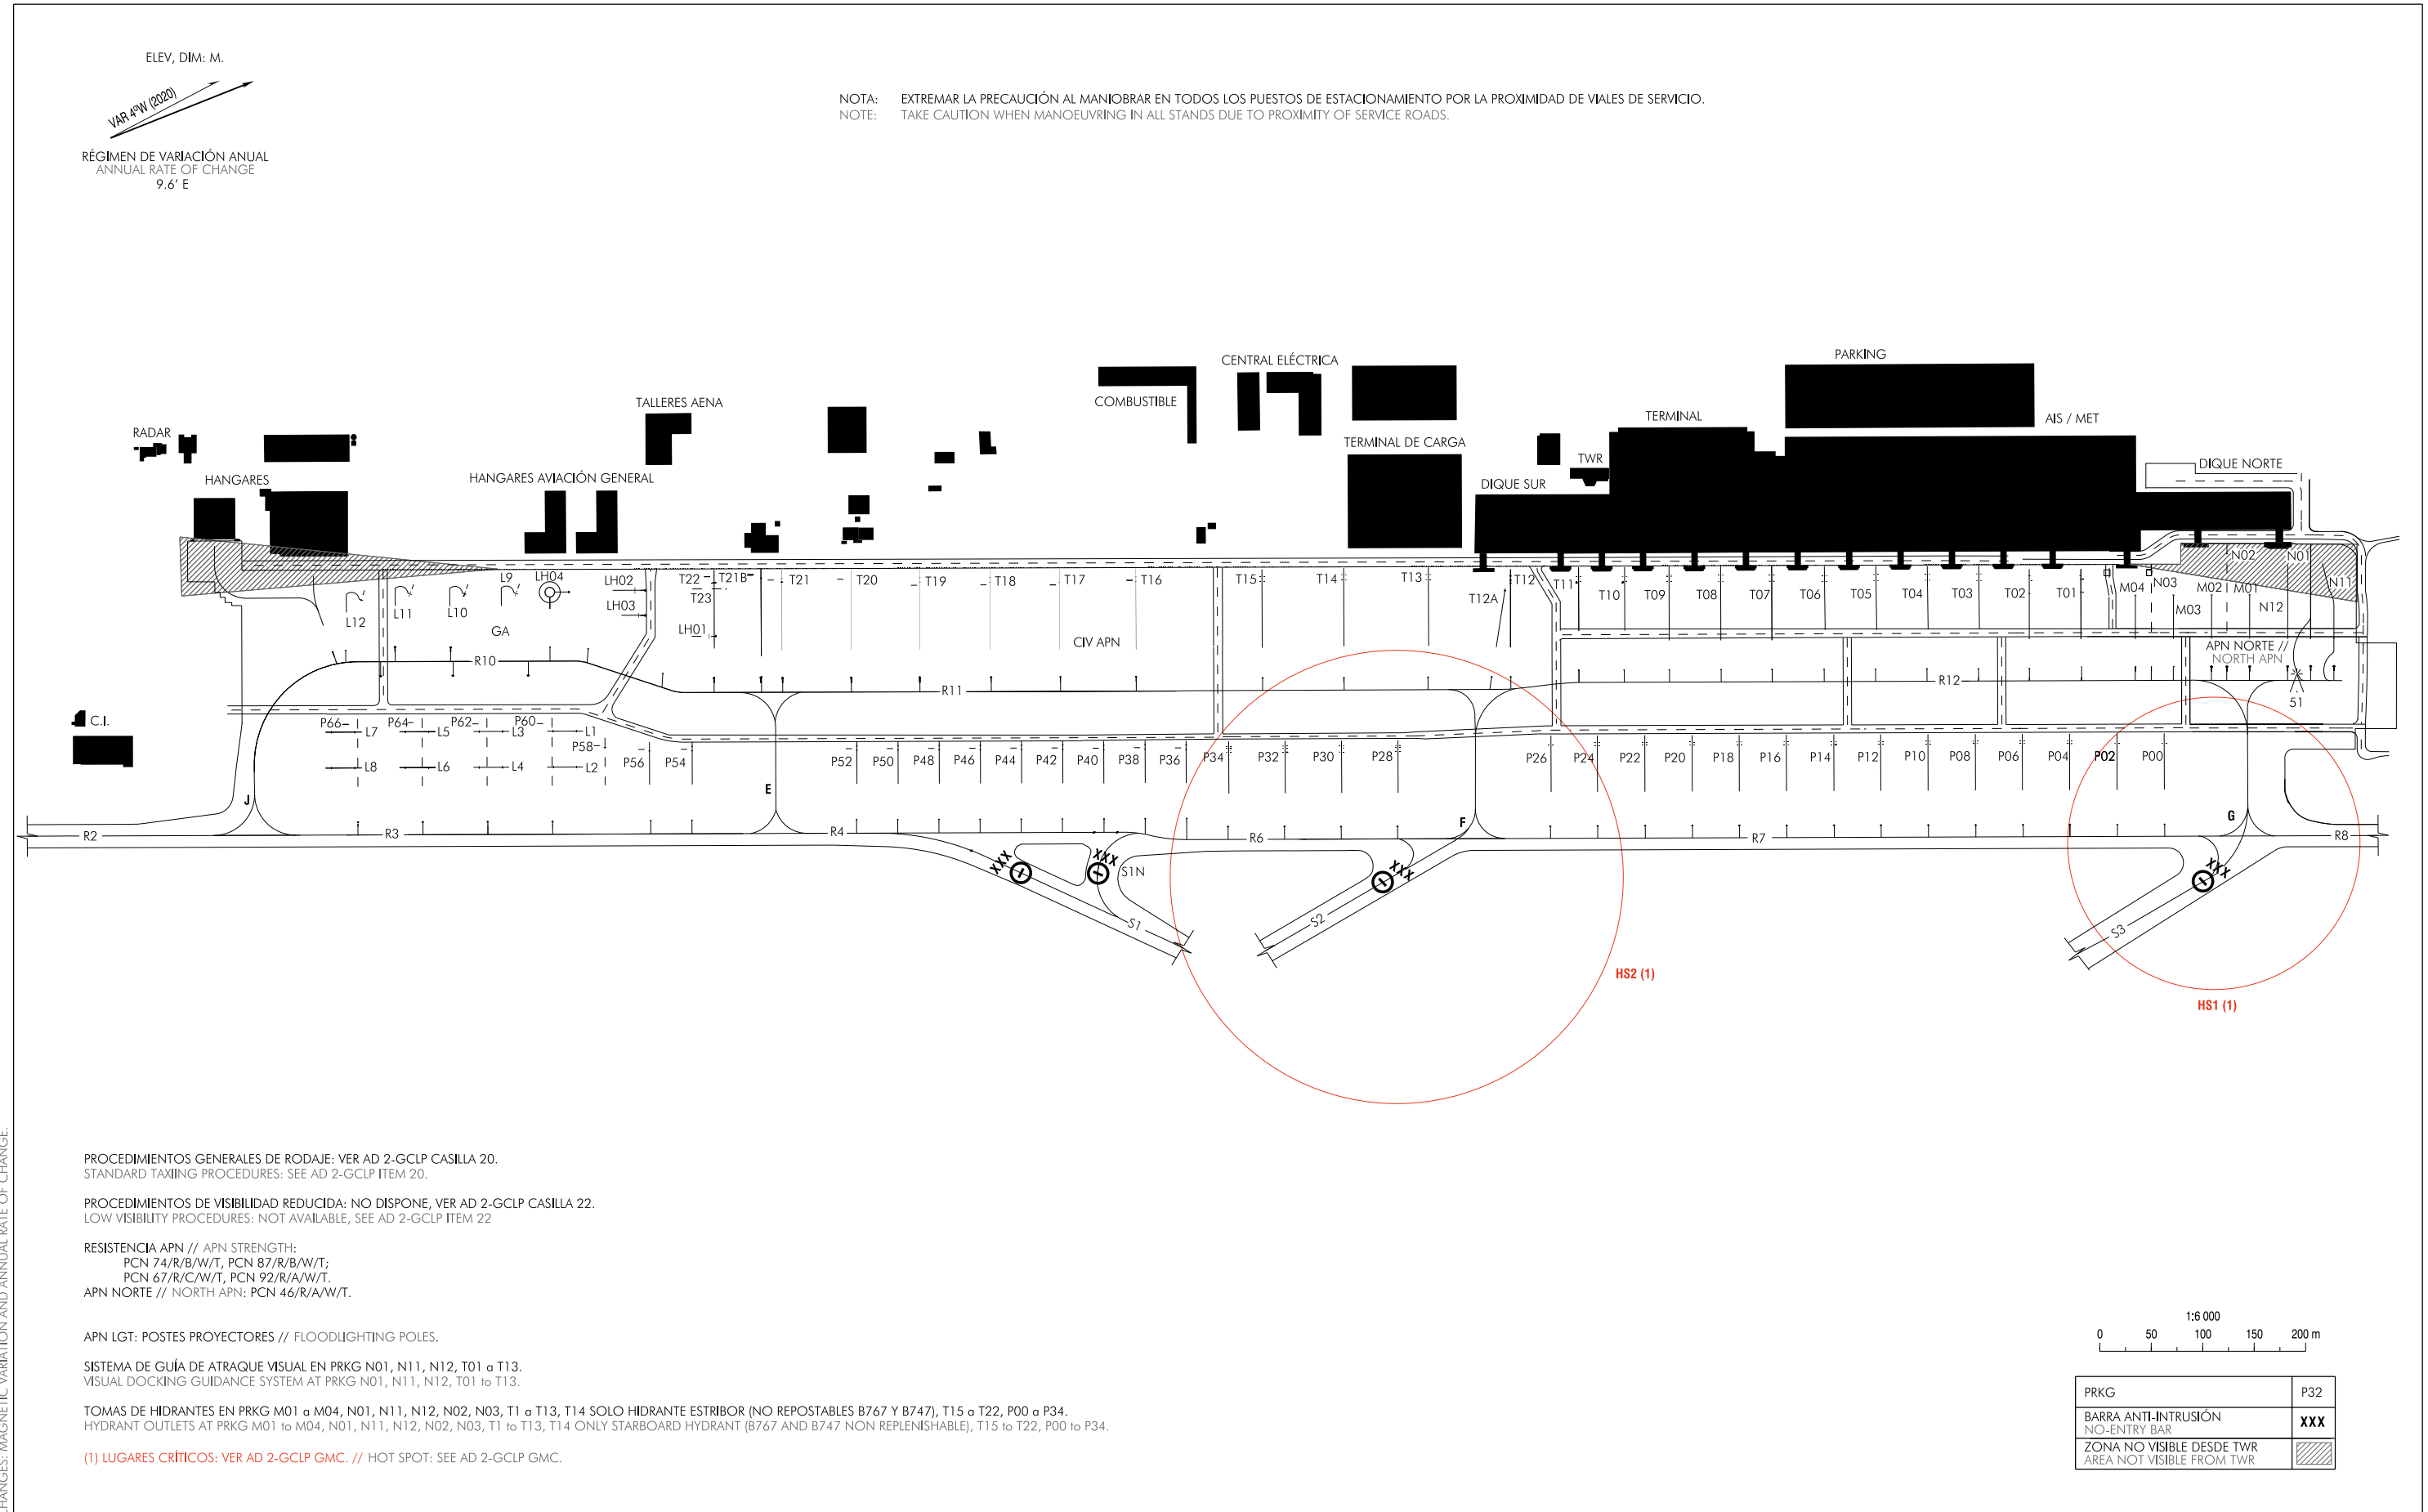 ELEV, DIM: M.
VAR 4°W (2020)
RÉGIMEN DE VARIACIÓN ANUAL
ANNUAL RATE OF CHANGE
9.6' E
NOTA: EXTREMAR LA PRECAUCIÓN AL MANIOBRAR EN TODOS LOS PUESTOS DE ESTACIONAMIENTO POR LA PROXIMIDAD DE VIALES DE SERVICIO.
NOTE: TAKE CAUTION WHEN MANOEUVRING IN ALL STANDS DUE TO PROXIMITY OF SERVICE ROADS.
PARKING
CENTRAL ELÉCTRICA
COMBUSTIBLE
TALLERES AENA
TERMINAL
AIS / MET
RADAR
TERMINAL DE CARGA
TWR
DIQUE NORTE
HANGARES
HANGARES AVIACIÓN GENERAL
DIQUE SUR
L12
L11
L10
L9
LH04
GA
LH02
LH03
LH01
T22
T21B
T23
T21
T20
T19
T18
T17
T16
T15
T14
T13
T12
T12A
T11
T10
T09
T08
T07
T06
T05
T04
T03
T02
T01
M04
N03
M03
M02
M01
N02
N01
N12
N11
CIV APN
APN NORTE //
NORTH APN
R10
R11
R12
51
C.I.
P66
L7
P64
L5
P62
L3
P60
L1
P58
L8
L6
L4
L2
P56
P54
P52
P50
P48
P46
P44
P42
P40
P38
P36
P34
P32
P30
P28
P26
P24
P22
P20
P18
P16
P14
P12
P10
P08
P06
P04
P02
P00
J
E
F
G
R2
R3
R4
R6
R7
R8
XXX
XXX
XXX
XXX
S1N
S1
S2
S3
HS2 (1)
HS1 (1)
PROCEDIMIENTOS GENERALES DE RODAJE: VER AD 2-GCLP CASILLA 20.
STANDARD TAXIING PROCEDURES: SEE AD 2-GCLP ITEM 20.
PROCEDIMIENTOS DE VISIBILIDAD REDUCIDA: NO DISPONE, VER AD 2-GCLP CASILLA 22.
LOW VISIBILITY PROCEDURES: NOT AVAILABLE, SEE AD 2-GCLP ITEM 22
RESISTENCIA APN // APN STRENGTH:
PCN 74/R/B/W/T, PCN 87/R/B/W/T;
PCN 67/R/C/W/T, PCN 92/R/A/W/T.
APN NORTE // NORTH APN: PCN 46/R/A/W/T.
APN LGT: POSTES PROYECTORES // FLOODLIGHTING POLES.
SISTEMA DE GUÍA DE ATRAQUE VISUAL EN PRKG N01, N11, N12, T01 a T13.
VISUAL DOCKING GUIDANCE SYSTEM AT PRKG N01, N11, N12, T01 to T13.
TOMAS DE HIDRANTES EN PRKG M01 a M04, N01, N11, N12, N02, N03, T1 a T13, T14 SOLO HIDRANTE ESTRIBOR (NO REPOSTABLES B767 Y B747), T15 a T22, P00 a P34.
HYDRANT OUTLETS AT PRKG M01 to M04, N01, N11, N12, N02, N03, T1 to T13, T14 ONLY STARBOARD HYDRANT (B767 AND B747 NON REPLENISHABLE), T15 to T22, P00 to P34.
(1) LUGARES CRÍTICOS: VER AD 2-GCLP GMC. // HOT SPOT: SEE AD 2-GCLP GMC.
1:6 000
0 50 100 150 200 m
PRKG P32
BARRA ANTI-INTRUSIÓN
NO-ENTRY BAR
XXX
ZONA NO VISIBLE DESDE TWR
AREA NOT VISIBLE FROM TWR
CHANGES: MAGNETIC VARIATION AND ANNUAL RATE OF CHANGE.